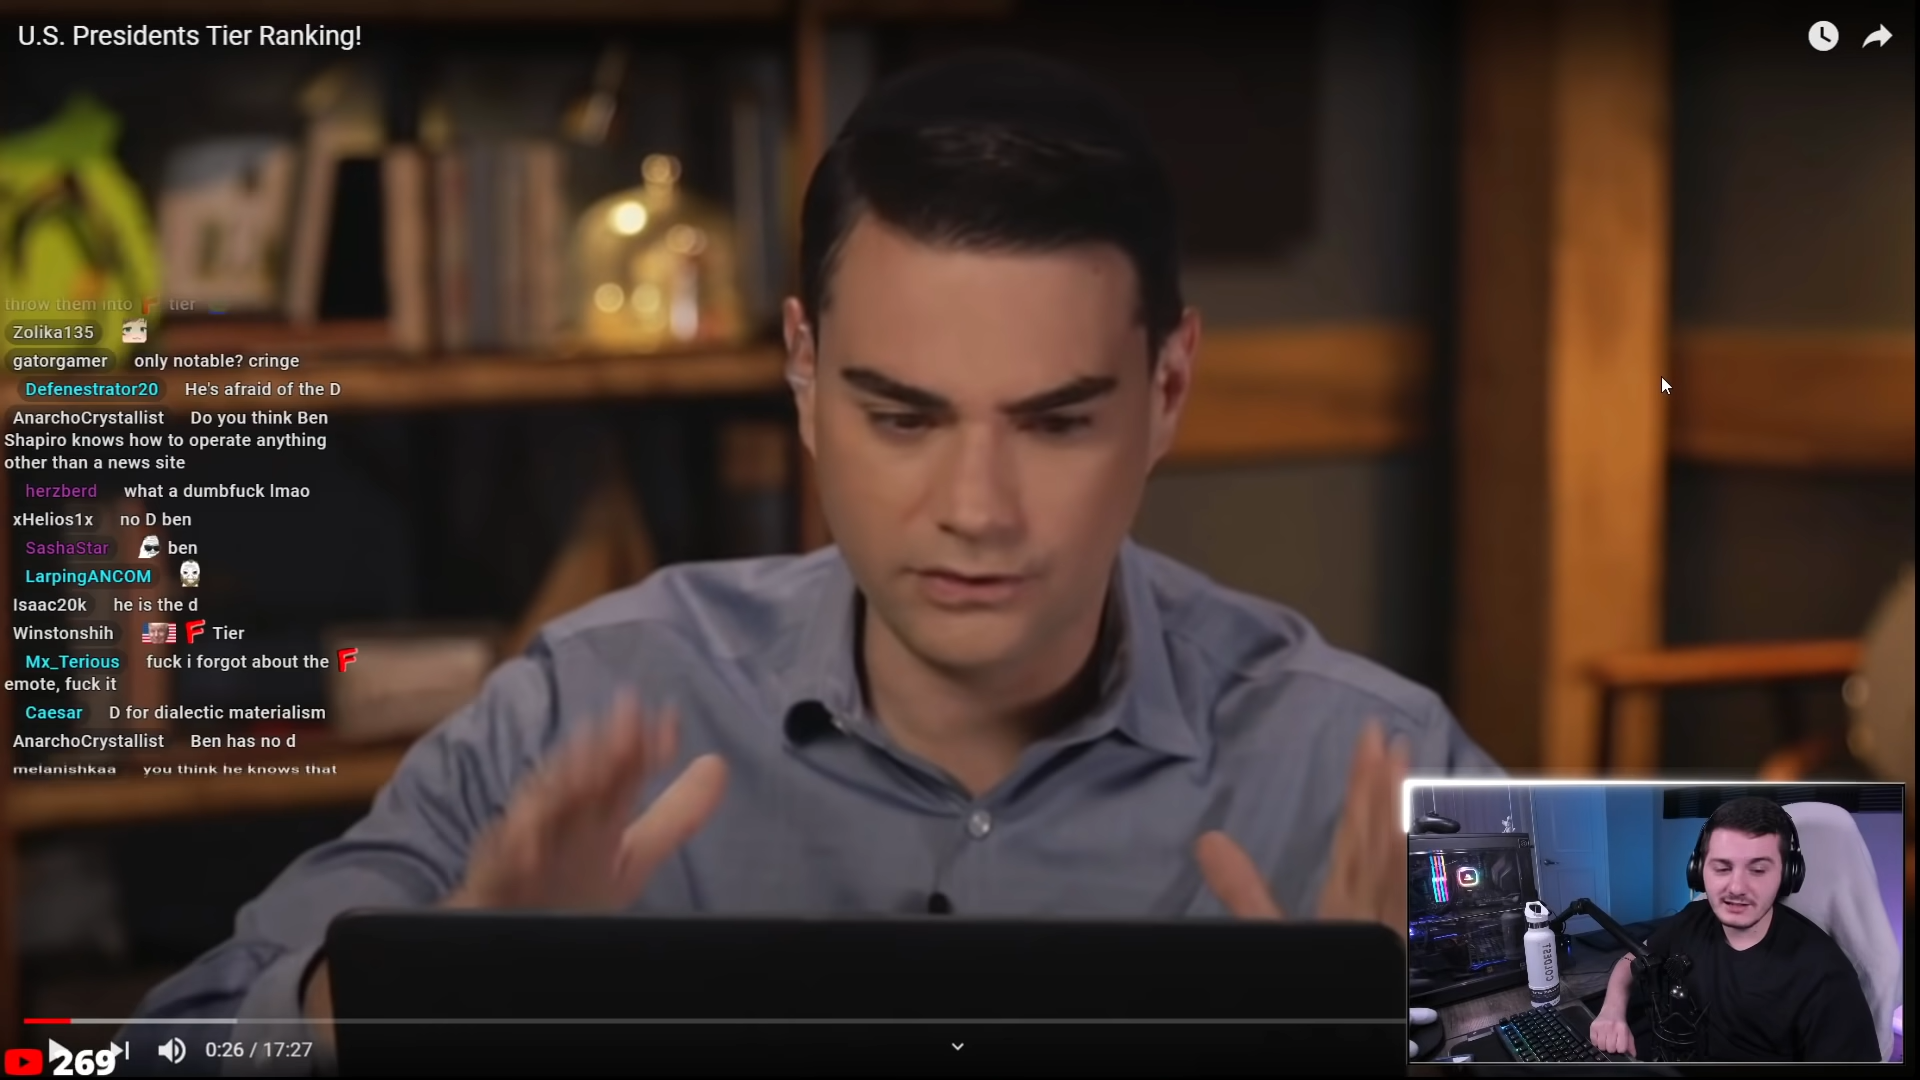 U.S. Presidents Tier Ranking!
throw them into F tier
Zolika135
gatorgamer only notable? cringe
Defenestrator20 He's afraid of the D
AnarchoCrystallist Do you think Ben
Shapiro knows how to operate anything
other than a news site
herzberd what a dumbfuck lmao
xHelios1x no D ben
SashaStar ben
LarpingANCOM
Isaac20k he is the d
Winstonshih F Tier
Mx_Terious fuck i forgot about the F
emote, fuck it
Caesar D for dialectic materialism
AnarchoCrystallist Ben has no d
melanishkaa you think he knows that
COLDEST
269
0:26 / 17:27